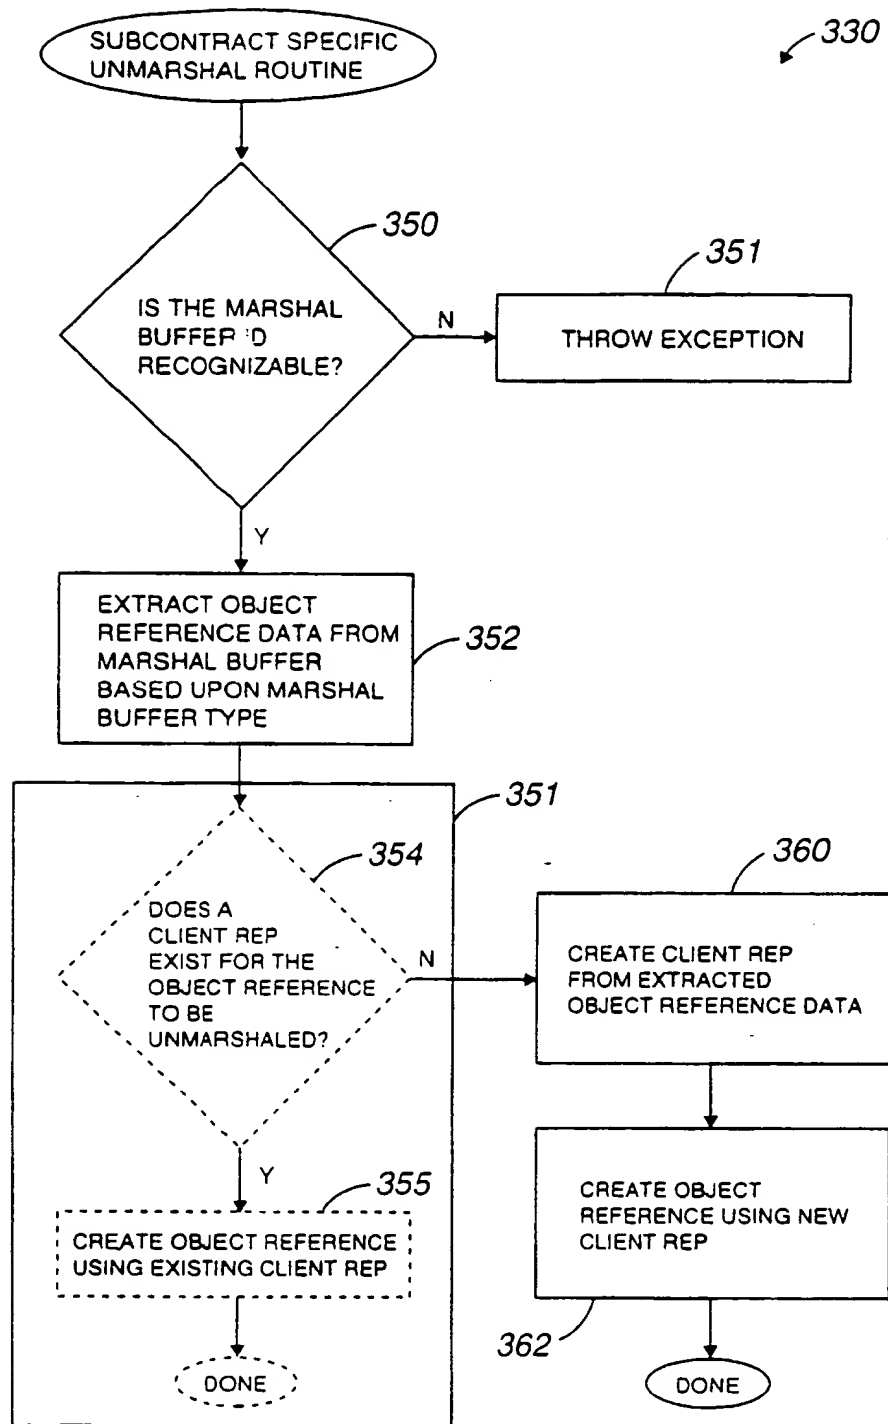 SUBCONTRACT SPECIFIC
UNMARSHAL ROUTINE
330
350
IS THE MARSHAL
BUFFER 'D
RECOGNIZABLE?
N
351
THROW EXCEPTION
Y
EXTRACT OBJECT
REFERENCE DATA FROM
MARSHAL BUFFER
BASED UPON MARSHAL
BUFFER TYPE
352
351
354
DOES A
CLIENT REP
EXIST FOR THE
OBJECT REFERENCE
TO BE
UNMARSHALED?
N
360
CREATE CLIENT REP
FROM EXTRACTED
OBJECT REFERENCE DATA
Y
355
CREATE OBJECT REFERENCE
USING EXISTING CLIENT REP
CREATE OBJECT
REFERENCE USING NEW
CLIENT REP
362
DONE
DONE